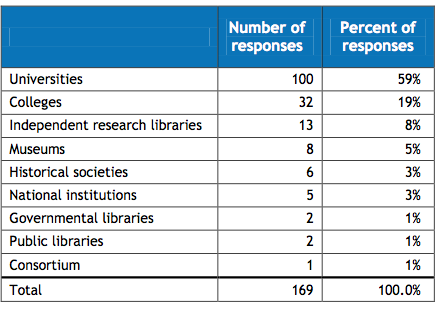 Number of responses Percent of responses
Universities 100 59%
Colleges 32 19%
Independent research libraries 13 8%
Museums 8 5%
Historical societies 6 3%
National institutions 5 3%
Governmental libraries 2 1%
Public libraries 2 1%
Consortium 1 1%
Total 169 100.0%